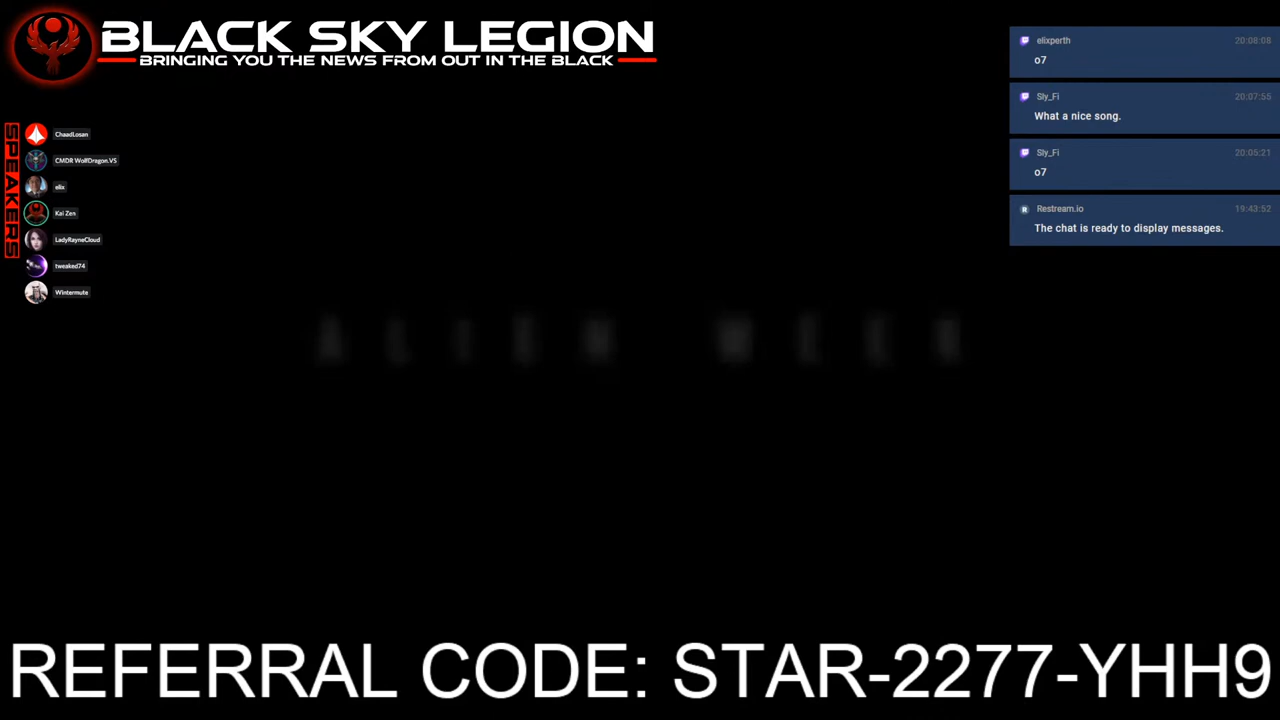 BLACK SKY LEGION
BRINGING YOU THE NEWS FROM OUT IN THE BLACK
SPEAKERS
ChaadLosan
CMDR WolfDragon.VS
elix
Kai Zen
LadyRayneCloud
tweaked74
Wintermute
elixperth 20:08:08
o7
Sly_Fi 20:07:55
What a nice song.
Sly_Fi 20:05:21
o7
Restream.io 19:43:52
The chat is ready to display messages.
ALIEN WEEK
REFERRAL CODE: STAR-2277-YHH9